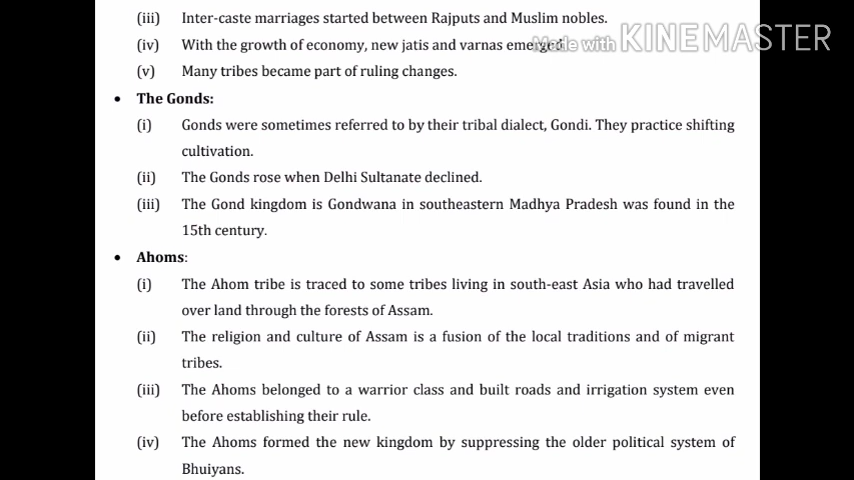 (iii) Inter-caste marriages started between Rajputs and Muslim nobles.
(iv) With the growth of economy, new jatis and varnas emerged.
Made with KINEMASTER
(v) Many tribes became part of ruling changes.
• The Gonds:
(i) Gonds were sometimes referred to by their tribal dialect, Gondi. They practice shifting
cultivation.
(ii) The Gonds rose when Delhi Sultanate declined.
(iii) The Gond kingdom is Gondwana in southeastern Madhya Pradesh was found in the
15th century.
• Ahoms:
(i) The Ahom tribe is traced to some tribes living in south-east Asia who had travelled
over land through the forests of Assam.
(ii) The religion and culture of Assam is a fusion of the local traditions and of migrant
tribes.
(iii) The Ahoms belonged to a warrior class and built roads and irrigation system even
before establishing their rule.
(iv) The Ahoms formed the new kingdom by suppressing the older political system of
Bhuiyans.